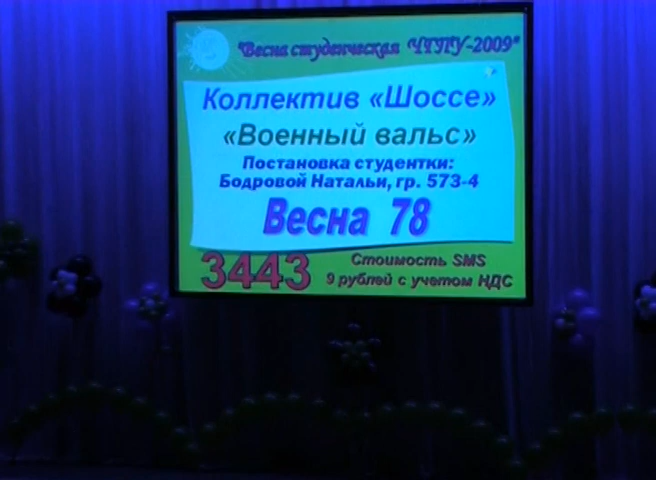 "Весна студенческая ЧГПУ-2009"
Коллектив «Шоссе»
«Военный вальс»
Постановка студентки:
Бодровой Натальи, гр. 573-4
Весна 78
3443
Стоимость SMS
9 рублей с учетом НДС